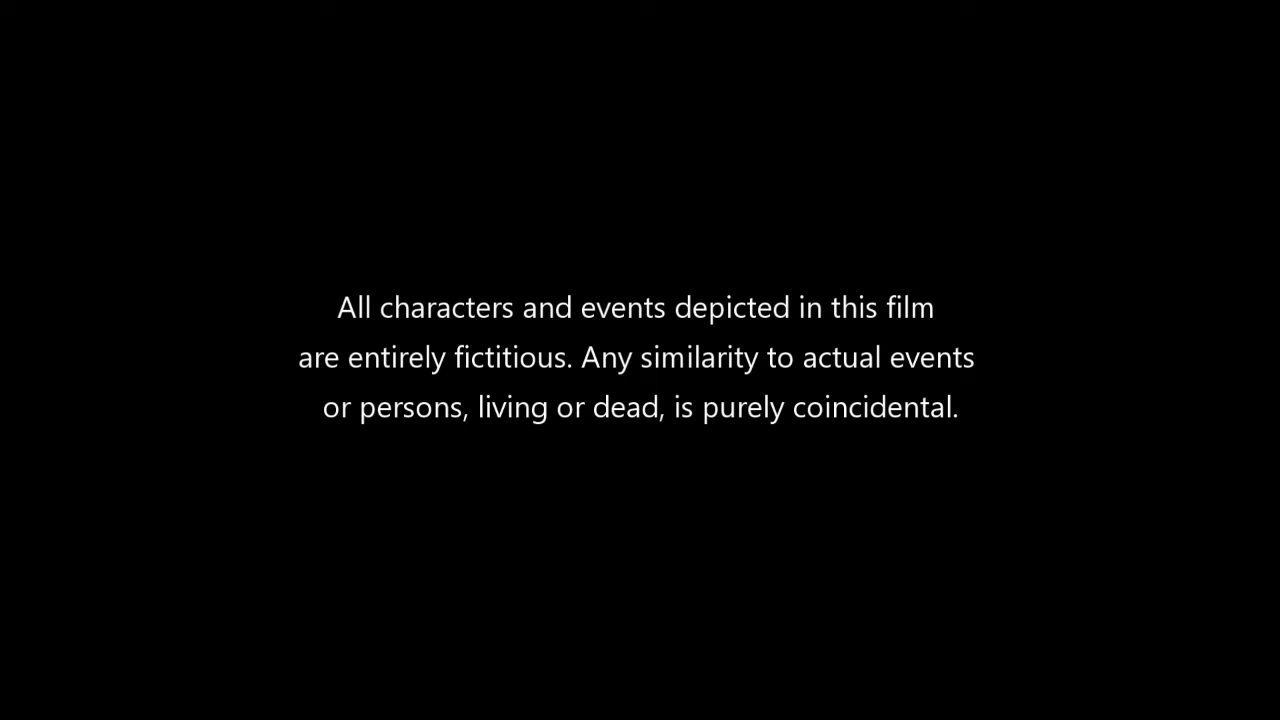 All characters and events depicted in this film
are entirely fictitious. Any similarity to actual events
or persons, living or dead, is purely coincidental.